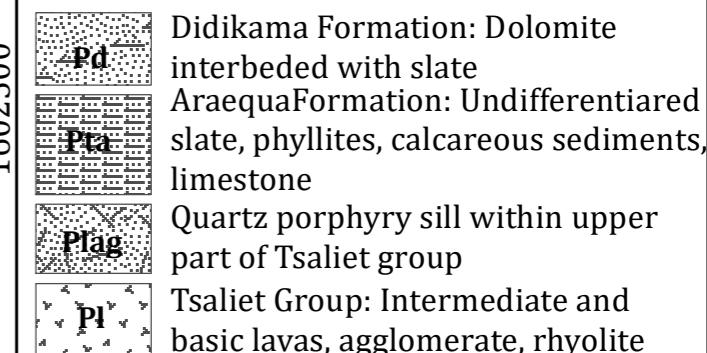 Pd
Didikama Formation: Dolomite
interbeded with slate
Pta
AraequaFormation: Undifferentiared
slate, phyllites, calcareous sediments,
limestone
Plag
Quartz porphyry sill within upper
part of Tsaliet group
Pl
Tsaliet Group: Intermediate and
basic lavas, agglomerate, rhyolite